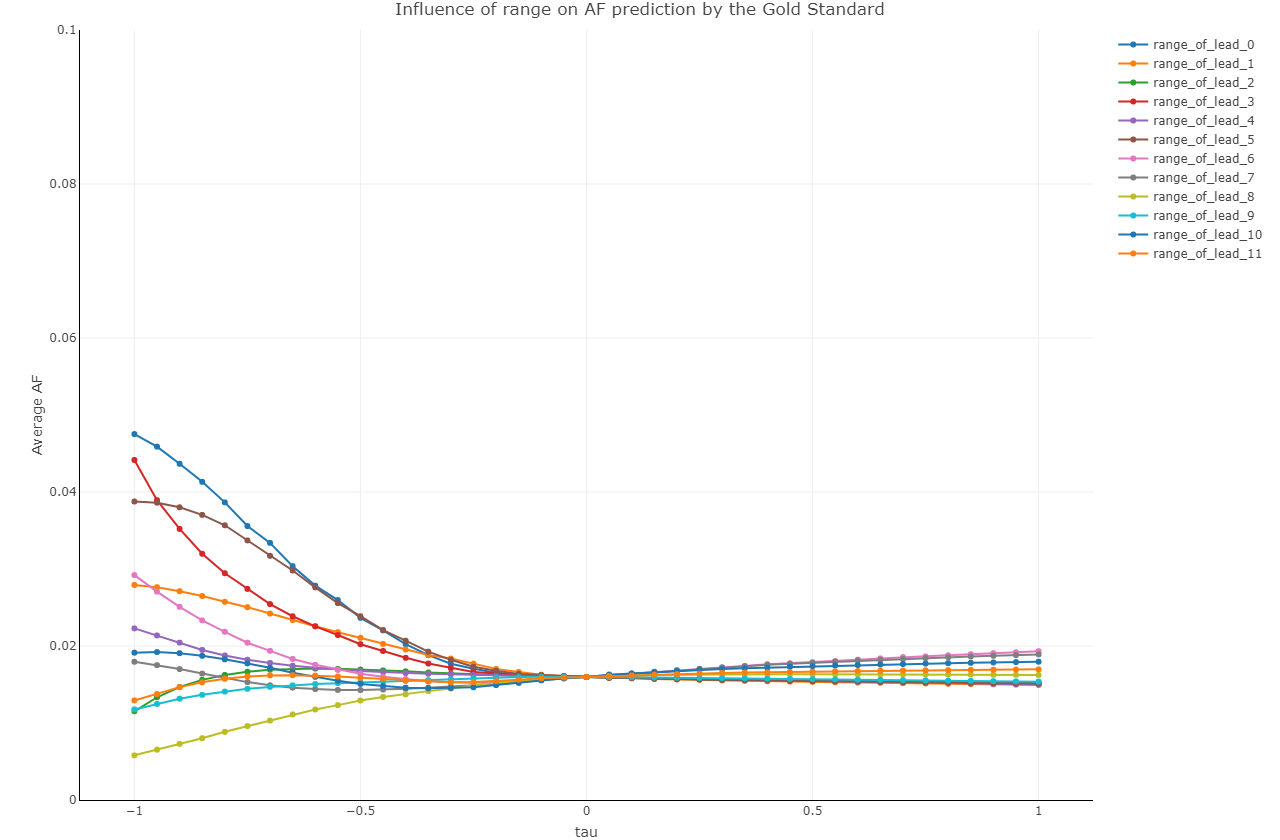 Influence of range on AF prediction by the Gold Standard
0.1
0.08
0.06
0.04
0.02
0
Average AF
−1
−0.5
0
0.5
1
tau
range_of_lead_0
range_of_lead_1
range_of_lead_2
range_of_lead_3
range_of_lead_4
range_of_lead_5
range_of_lead_6
range_of_lead_7
range_of_lead_8
range_of_lead_9
range_of_lead_10
range_of_lead_11